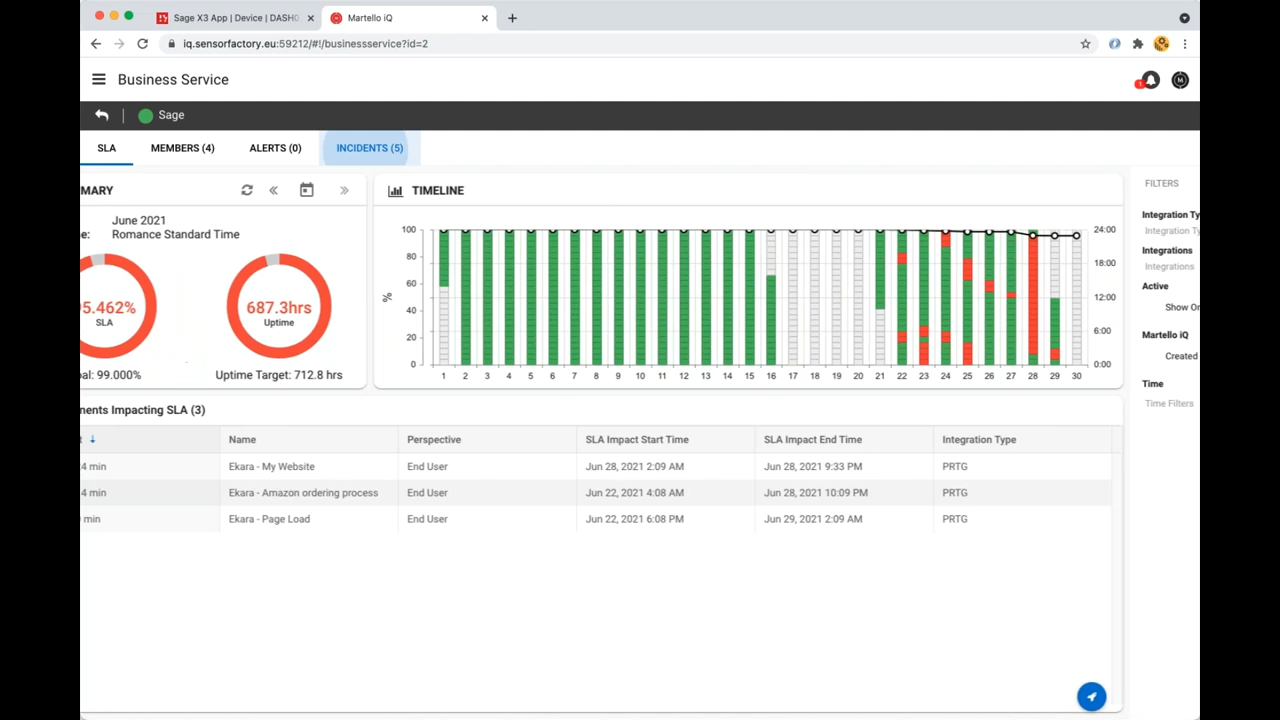 Sage X3 App | Device | DASHO
Martello iQ
iq.sensorfactory.eu:59212/#!/businessservice?id=2
Business Service
1
Sage
SLA
MEMBERS (4)
ALERTS (0)
INCIDENTS (5)
MARY
TIMELINE
FILTERS
June 2021
e: Romance Standard Time
5.462%
SLA
687.3hrs
Uptime
al: 99.000%
Uptime Target: 712.8 hrs
100
80
60
40
20
0
%
24:00
18:00
12:00
6:00
0:00
1 2 3 4 5 6 7 8 9 10 11 12 13 14 15 16 17 18 19 20 21 22 23 24 25 26 27 28 29 30
Integration Ty
Integration Ty
Integrations
Integrations
Active
Show Or
Martello iQ
Created
Time
Time Filters
nents Impacting SLA (3)
t Name Perspective SLA Impact Start Time SLA Impact End Time Integration Type
4 min Ekara - My Website End User Jun 28, 2021 2:09 AM Jun 28, 2021 9:33 PM PRTG
4 min Ekara - Amazon ordering process End User Jun 22, 2021 4:08 AM Jun 28, 2021 10:09 PM PRTG
min Ekara - Page Load End User Jun 22, 2021 6:08 PM Jun 29, 2021 2:09 AM PRTG